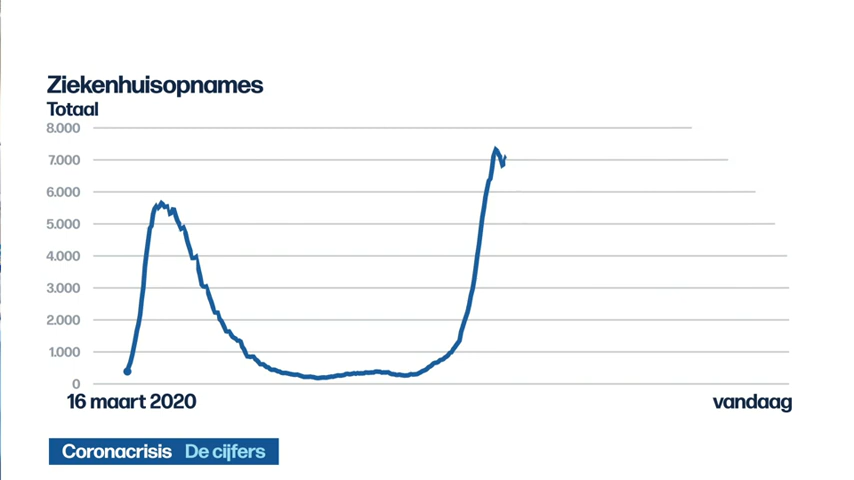 Ziekenhuisopnames
Totaal
8.000
7.000
6.000
5.000
4.000
3.000
2.000
1.000
0
16 maart 2020
vandaag
Coronacrisis De cijfers